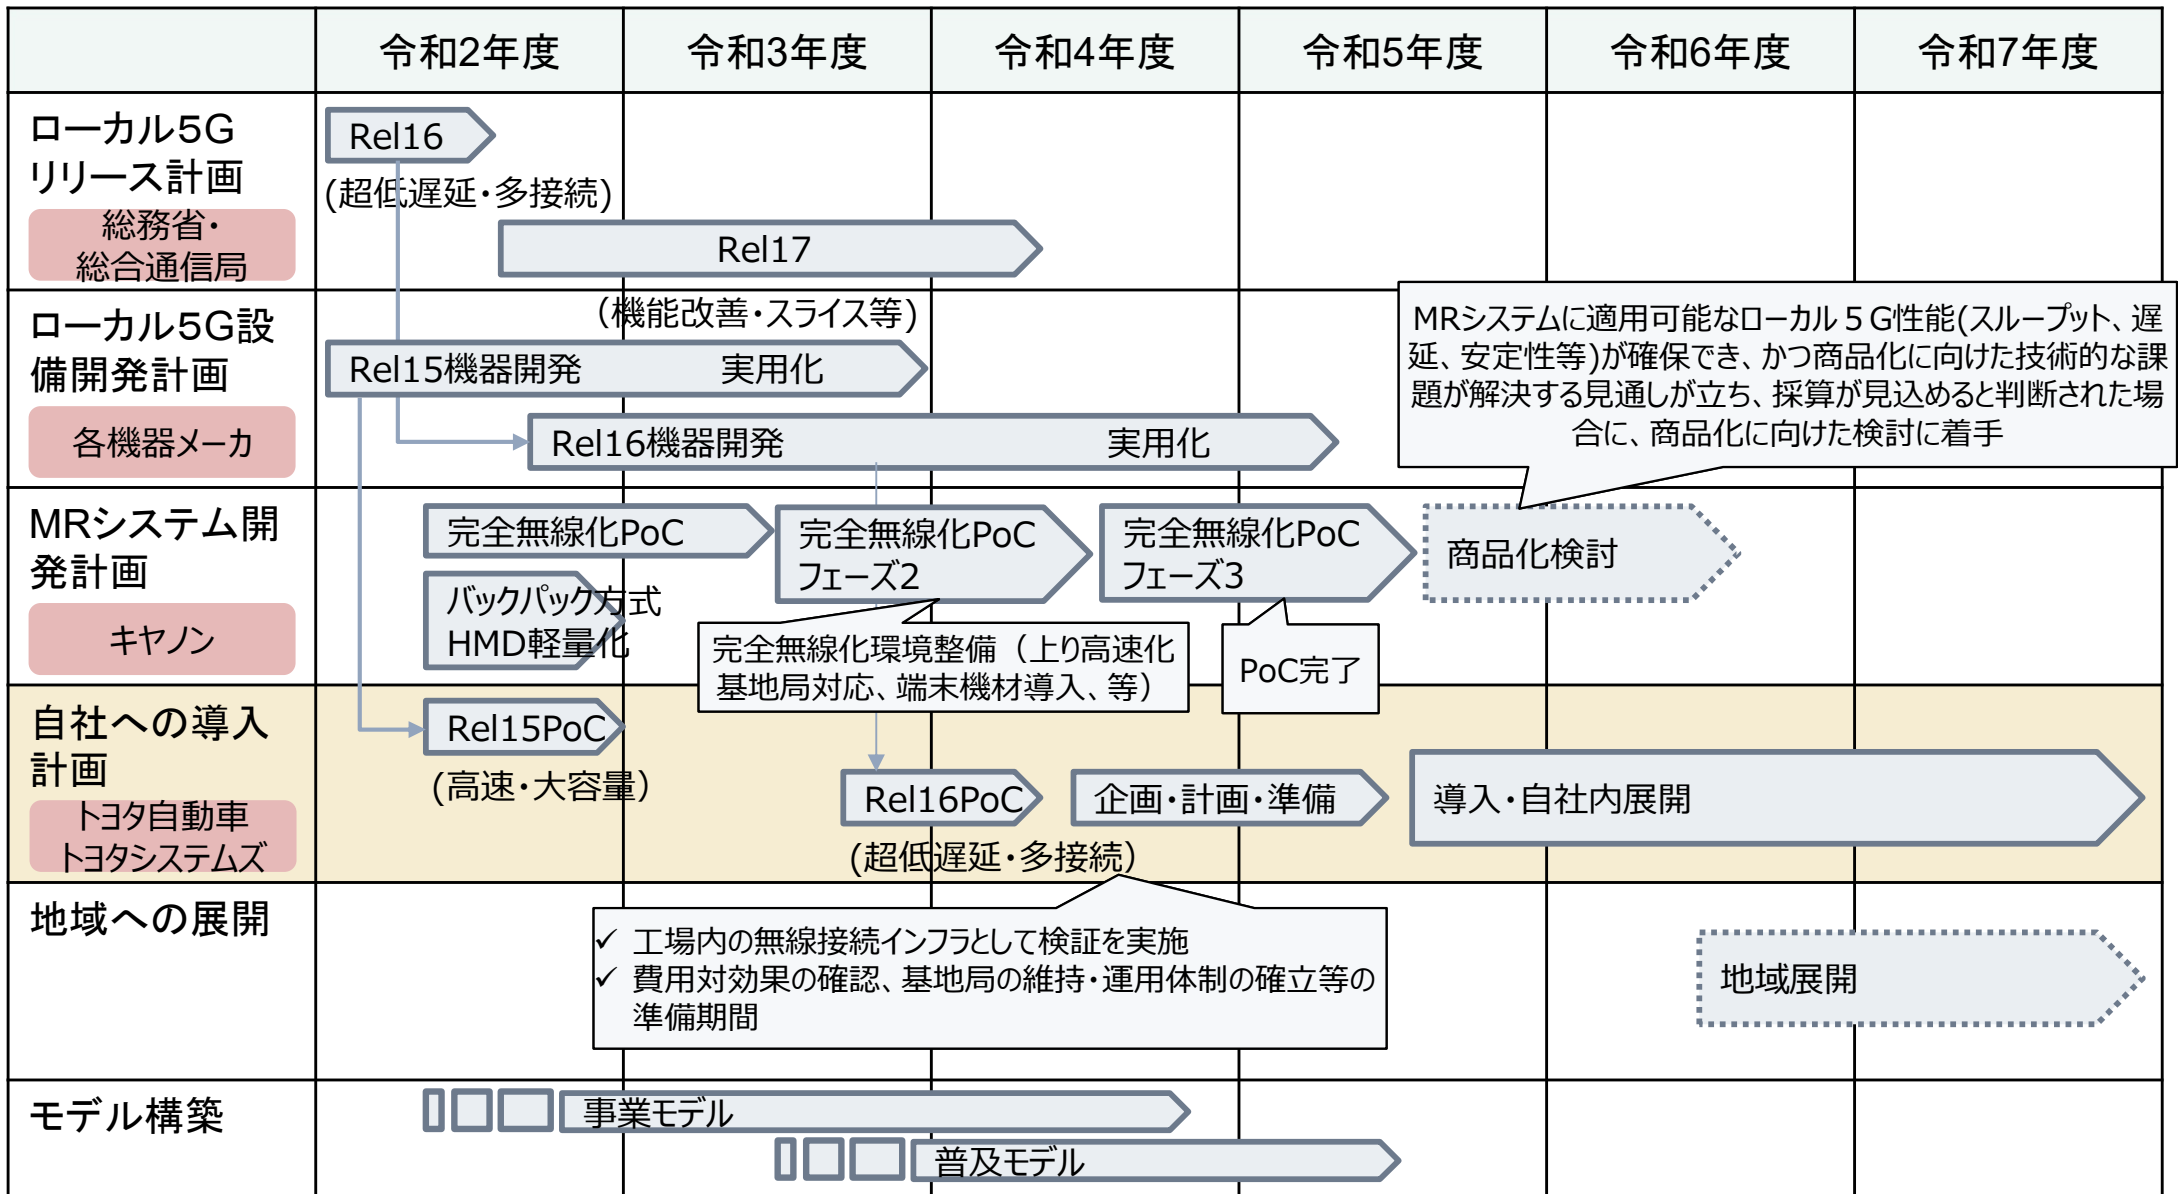 令和2年度
令和3年度
令和4年度
令和5年度
令和6年度
令和7年度
ローカル5G
リリース計画
総務省・
総合通信局
Rel16
(超低遅延・多接続)
Rel17
（機能改善・スライス等）
ローカル5G設
備開発計画
各機器メーカ
Rel15機器開発 実用化
Rel16機器開発 実用化
MRシステムに適用可能なローカル５G性能(スループット、遅
延、安定性等)が確保でき、かつ商品化に向けた技術的な課
題が解決する見通しが立ち、採算が見込めると判断された場
合に、商品化に向けた検討に着手
MRシステム開
発計画
キヤノン
完全無線化PoC
バックパック方式
HMD軽量化
完全無線化PoC
フェーズ2
完全無線化PoC
フェーズ3
商品化検討
完全無線化環境整備（上り高速化
基地局対応、端末機材導入、等）
PoC完了
自社への導入
計画
トヨタ自動車
トヨタシステムズ
Rel15PoC
(高速・大容量）
Rel16PoC
(超低遅延・多接続）
企画・計画・準備
導入・自社内展開
地域への展開
✓ 工場内の無線接続インフラとして検証を実施
✓ 費用対効果の確認、基地局の維持・運用体制の確立等の
準備期間
地域展開
モデル構築
事業モデル
普及モデル